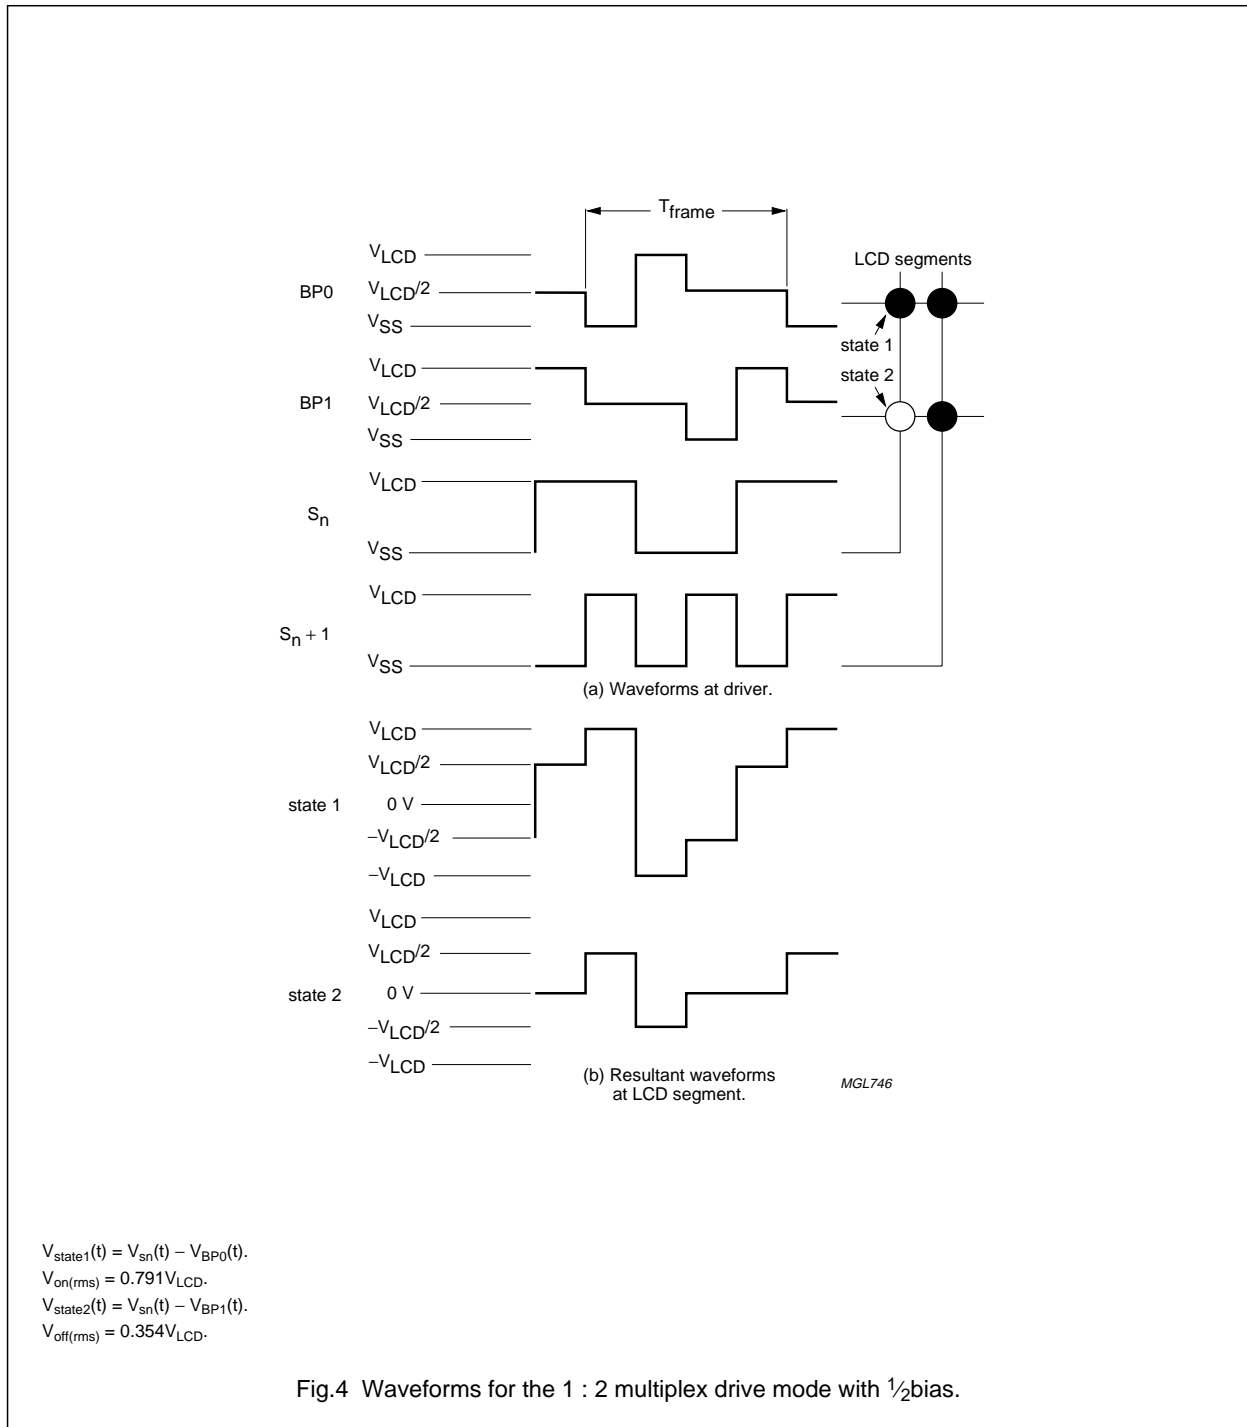 Tframe
VLCD
LCD segments
BP0
VLCD/2
VSS
state 1
VLCD
state 2
BP1
VLCD/2
VSS
VLCD
Sn
VSS
VLCD
Sn + 1
VSS
(a) Waveforms at driver.
VLCD
VLCD/2
state 1
0 V
−VLCD/2
−VLCD
VLCD
VLCD/2
state 2
0 V
−VLCD/2
−VLCD
(b) Resultant waveforms
at LCD segment.
MGL746
Vstate1(t) = Vsn(t) − VBP0(t).
Von(rms) = 0.791VLCD.
Vstate2(t) = Vsn(t) − VBP1(t).
Voff(rms) = 0.354VLCD.
Fig.4 Waveforms for the 1 : 2 multiplex drive mode with 1⁄2bias.